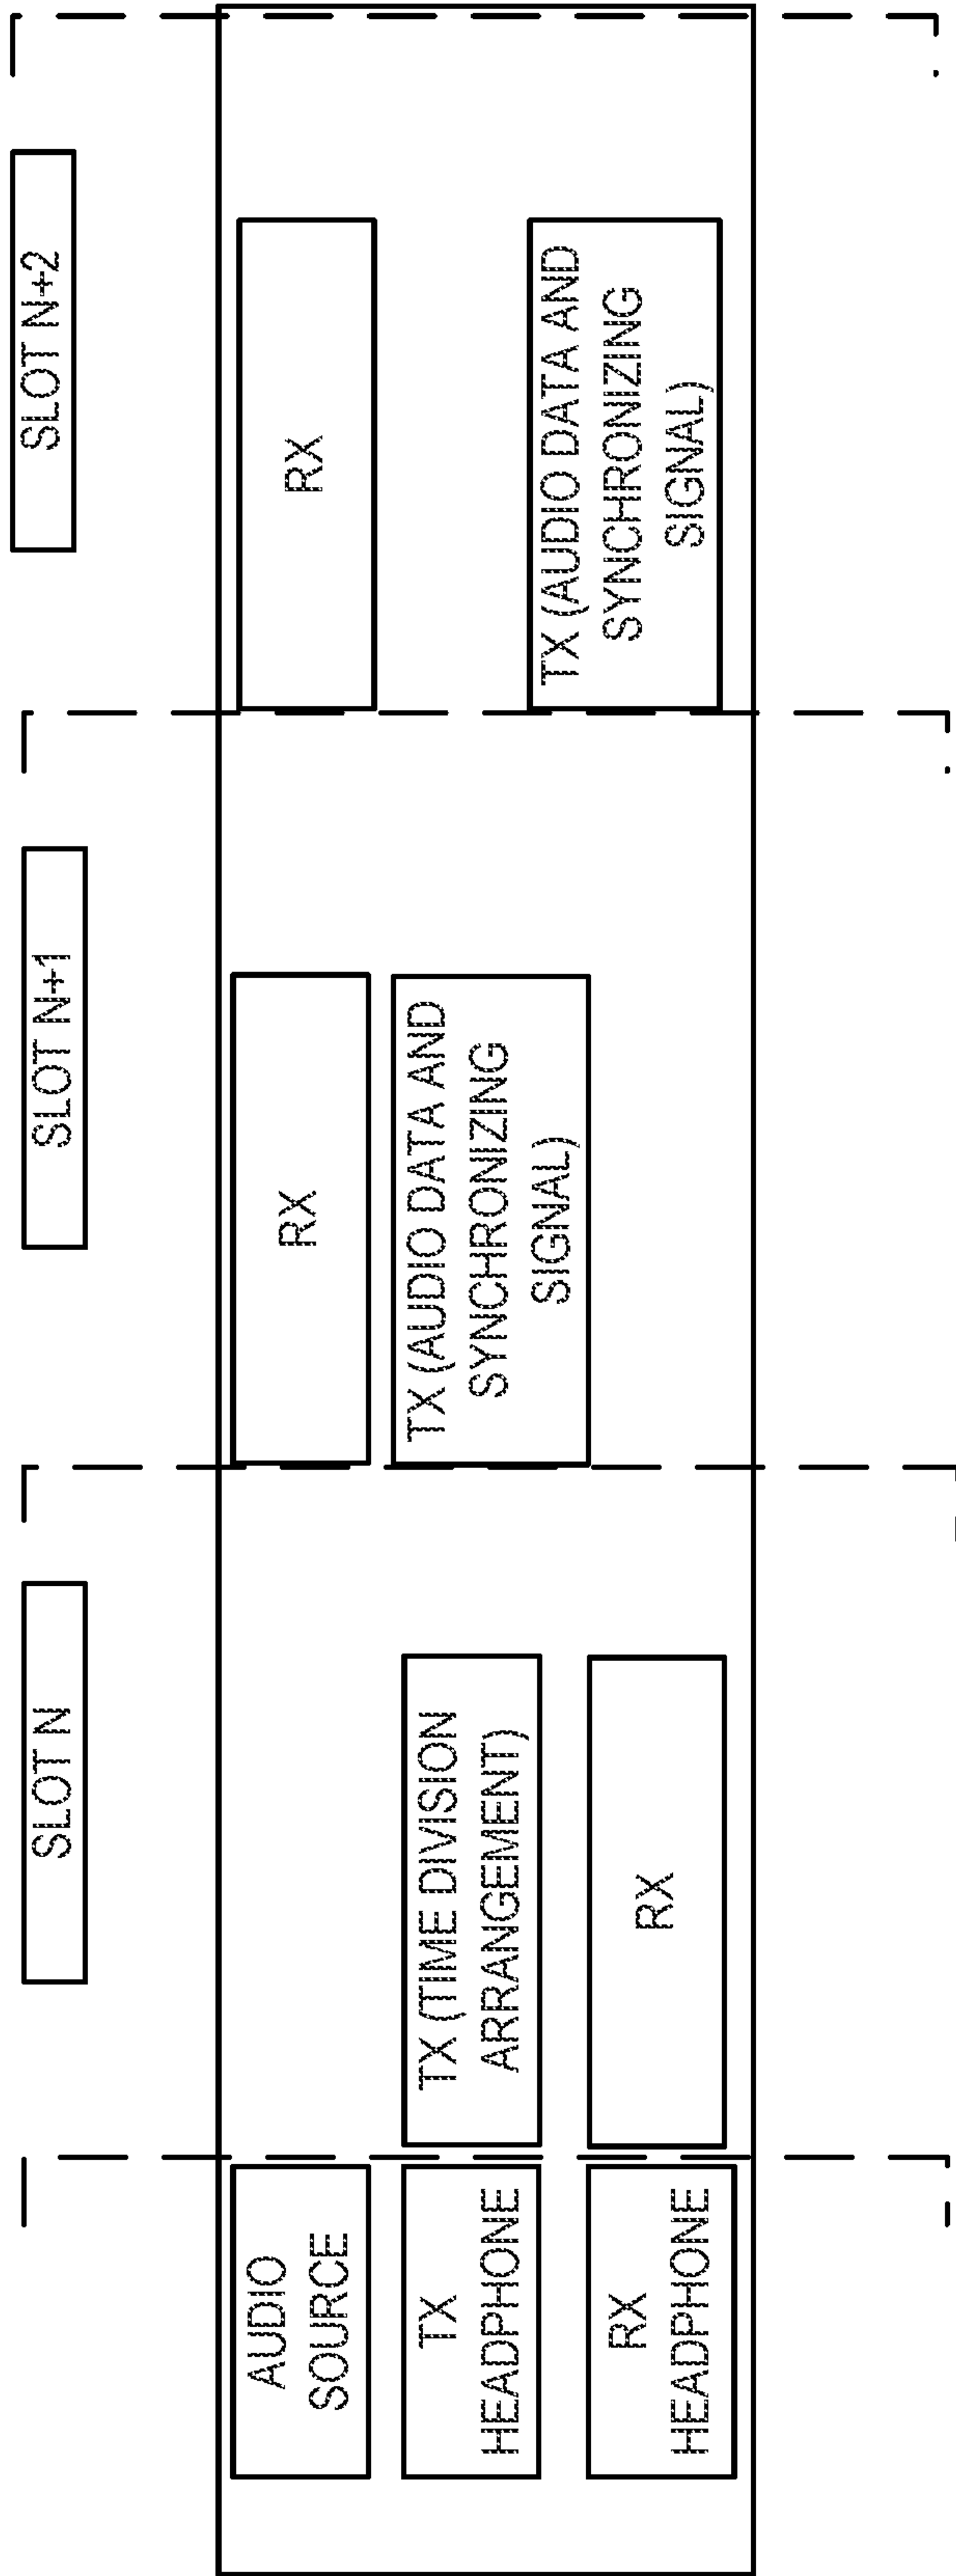 SLOT N
SLOT N+1
SLOT N+2
AUDIO
SOURCE
RX
RX
TX
HEADPHONE
TX (TIME DIVISION
ARRANGEMENT)
TX (AUDIO DATA AND
SYNCHRONIZING
SIGNAL)
RX
HEADPHONE
RX
TX (AUDIO DATA AND
SYNCHRONIZING
SIGNAL)